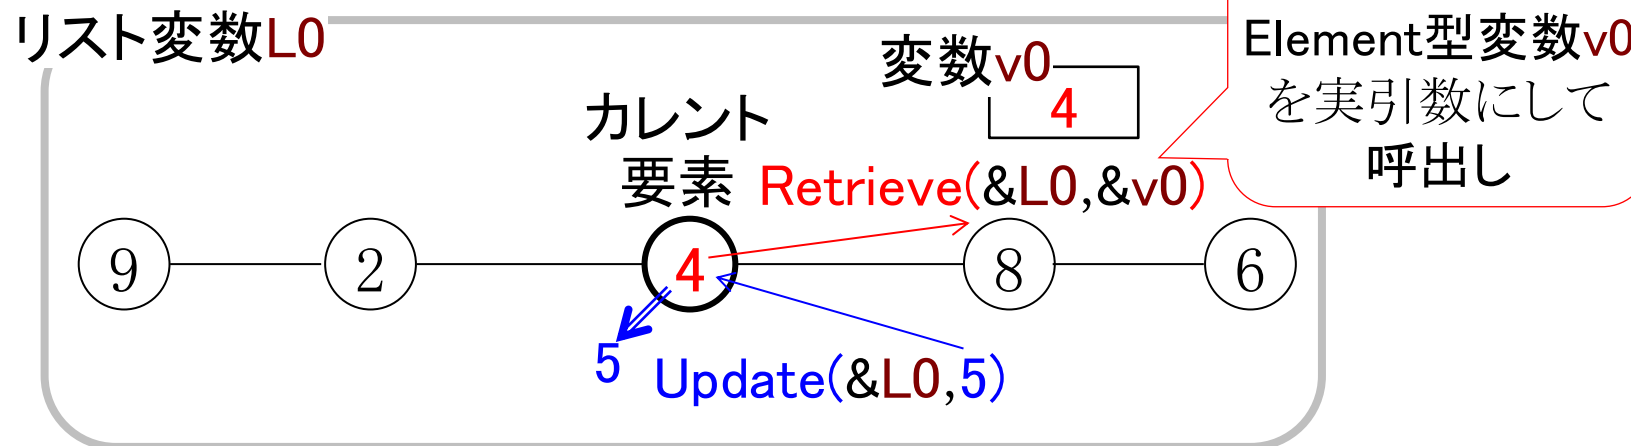 リスト変数L0
Element型変数v0
を実引数にして
呼出し
変数v0
4
カレント
要素
Retrieve(&L0,&v0)
9 2 4 8 6
5
Update(&L0,5)